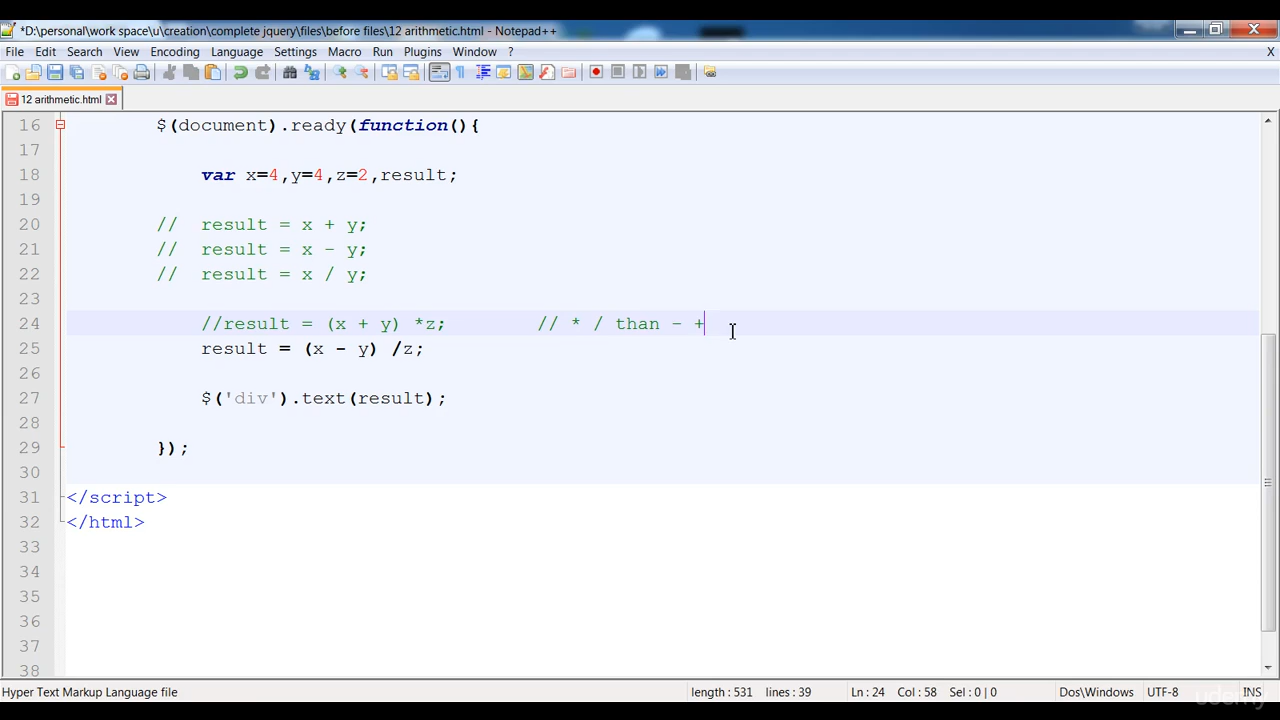 *D:\personal\work space\u\creation\complete jquery\files\before files\12 arithmetic.html - Notepad++
File Edit Search View Encoding Language Settings Macro Run Plugins Window ? X
12 arithmetic.html
16 $(document).ready(function(){
17
18 var x=4,y=4,z=2,result;
19
20 // result = x + y;
21 // result = x - y;
22 // result = x / y;
23
24 //result = (x + y) *z; // * / than - +
25 result = (x - y) /z;
26
27 $('div').text(result);
28
29 });
30
31 </script>
32 </html>
33
34
35
36
37
38
Hyper Text Markup Language file length : 531 lines : 39 Ln : 24 Col : 58 Sel : 0 | 0 Dos\Windows UTF-8 INS
udemy